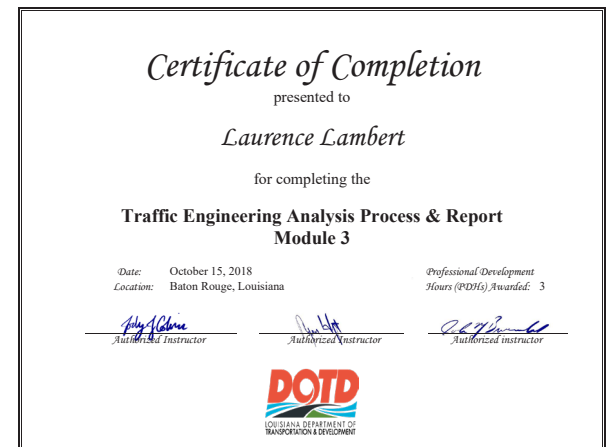 Certificate of Completion
presented to
Laurence Lambert
for completing the
Traffic Engineering Analysis Process & Report
Module 3
Date: October 15, 2018
Location: Baton Rouge, Louisiana
Professional Development
Hours (PDHs) Awarded: 3
Authorized Instructor
Authorized Instructor
Authorized instructor
DOTD
LOUISIANA DEPARTMENT OF
TRANSPORTATION & DEVELOPMENT